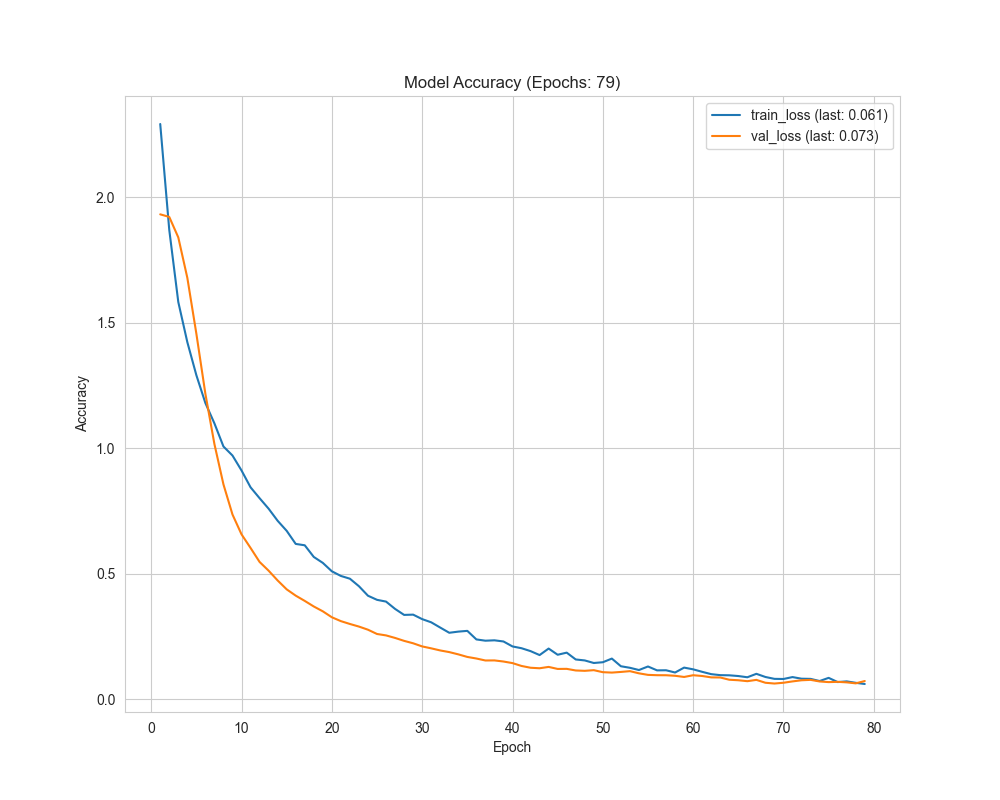 Model Accuracy (Epochs: 79)
train_loss (last: 0.061)
val_loss (last: 0.073)
Accuracy
2.0
1.5
1.0
0.5
0.0
0 10 20 30 40 50 60 70 80
Epoch